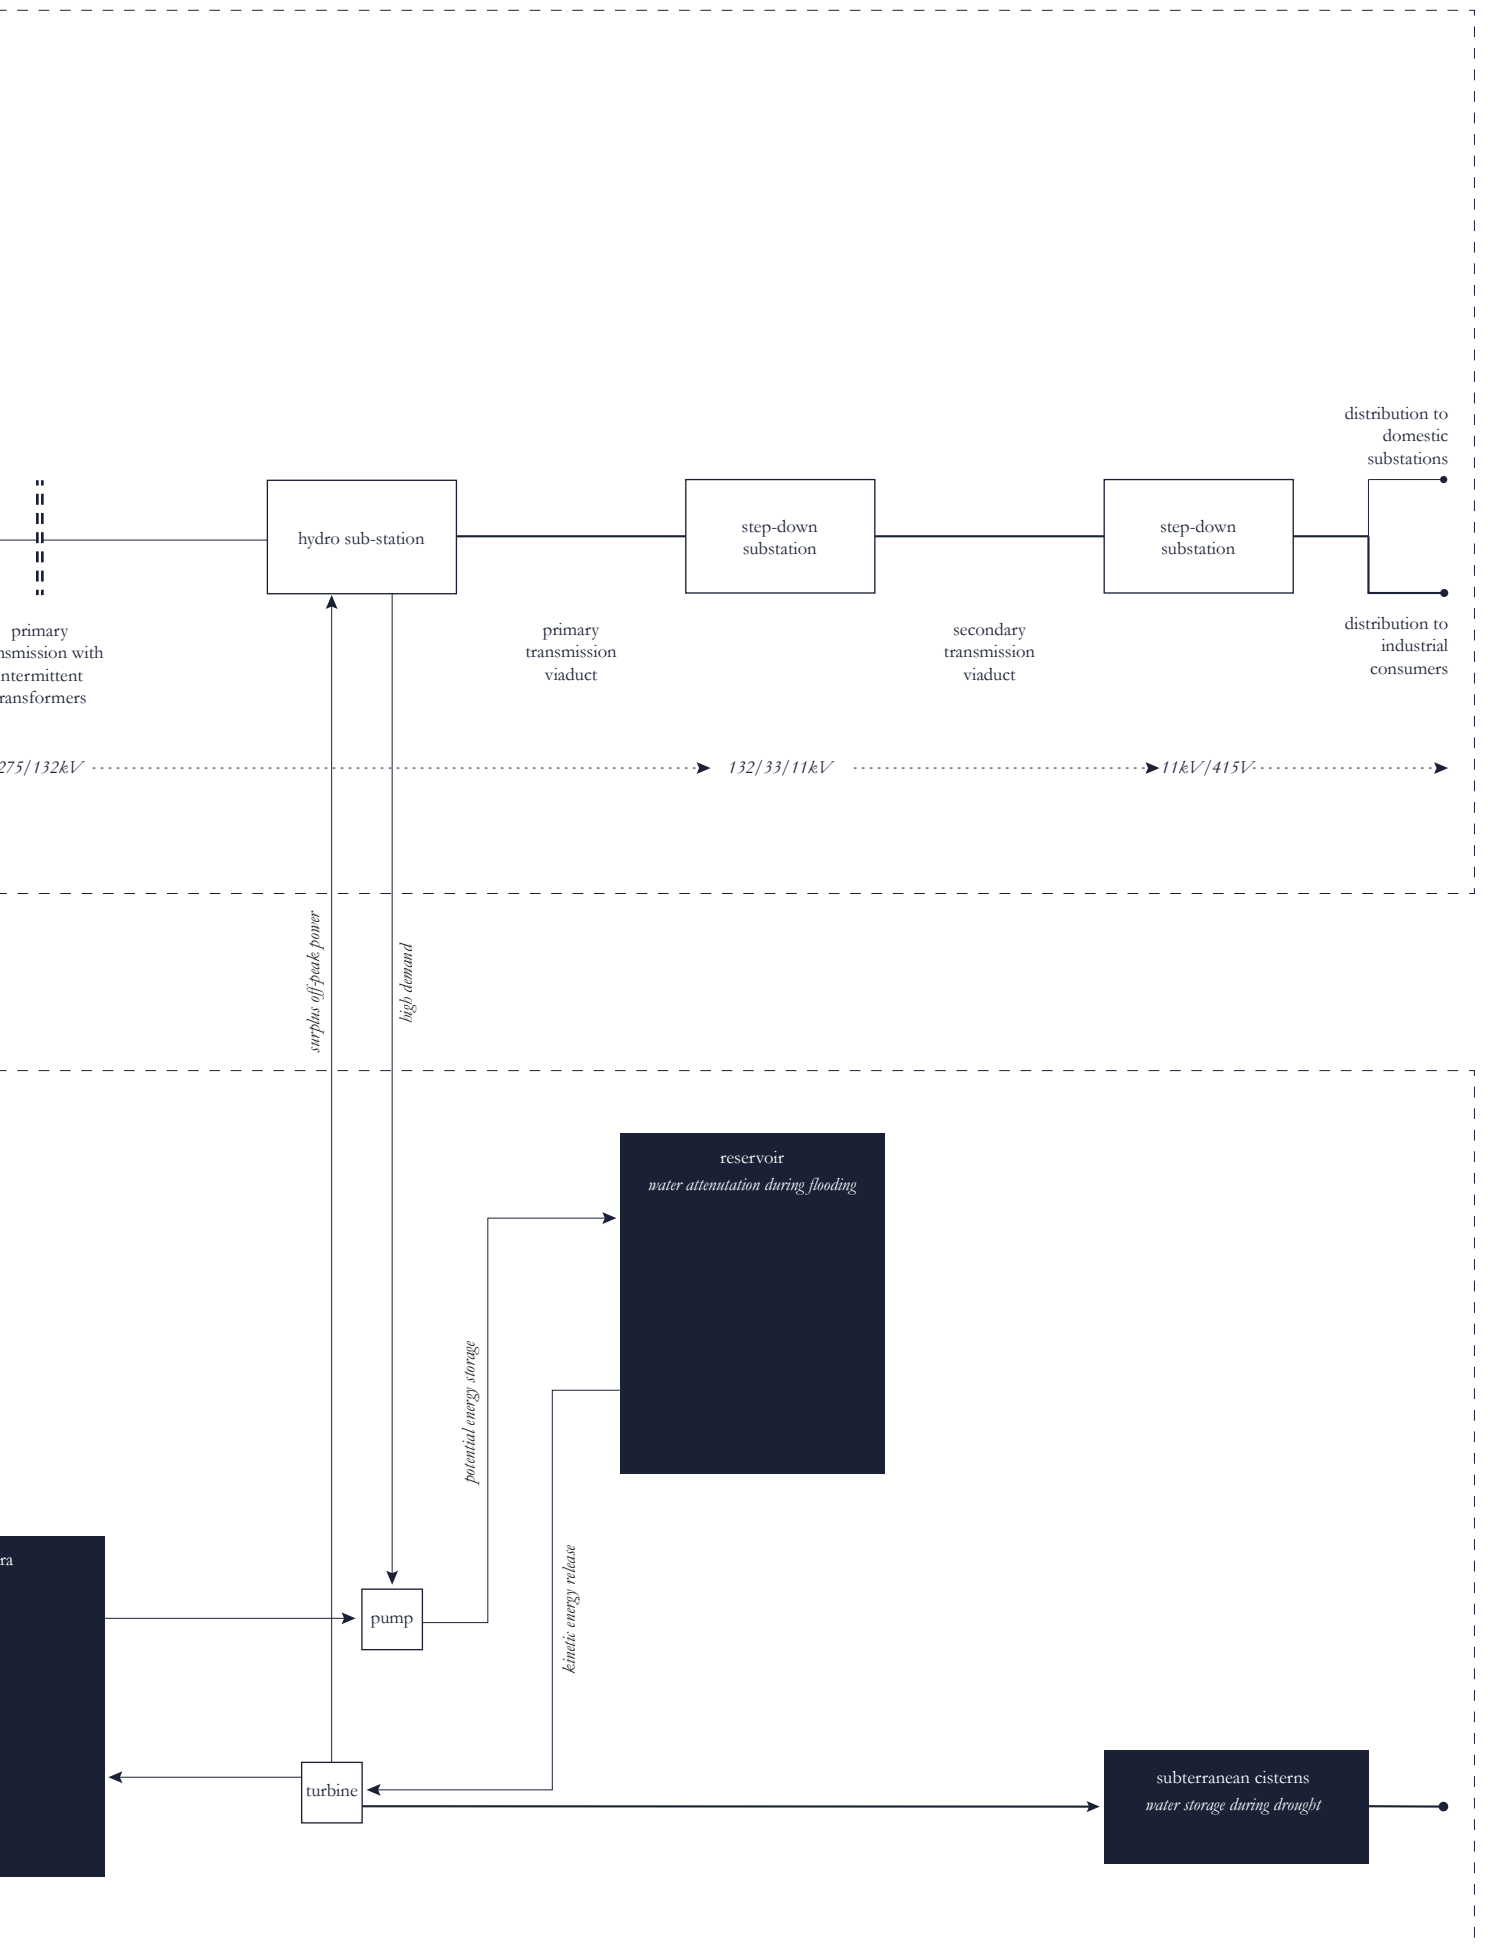 distribution to
domestic
substations
hydro sub-station
step-down
substation
step-down
substation
primary
nsmission with
ntermittent
ransformers
primary
transmission
viaduct
secondary
transmission
viaduct
distribution to
industrial
consumers
275/132kV
132/33/11kV
11kV/415V
surplus off-peak power
high demand
reservoir
water attenutation during flooding
potential energy storage
kinetic energy release
ra
pump
turbine
subterranean cisterns
water storage during drought